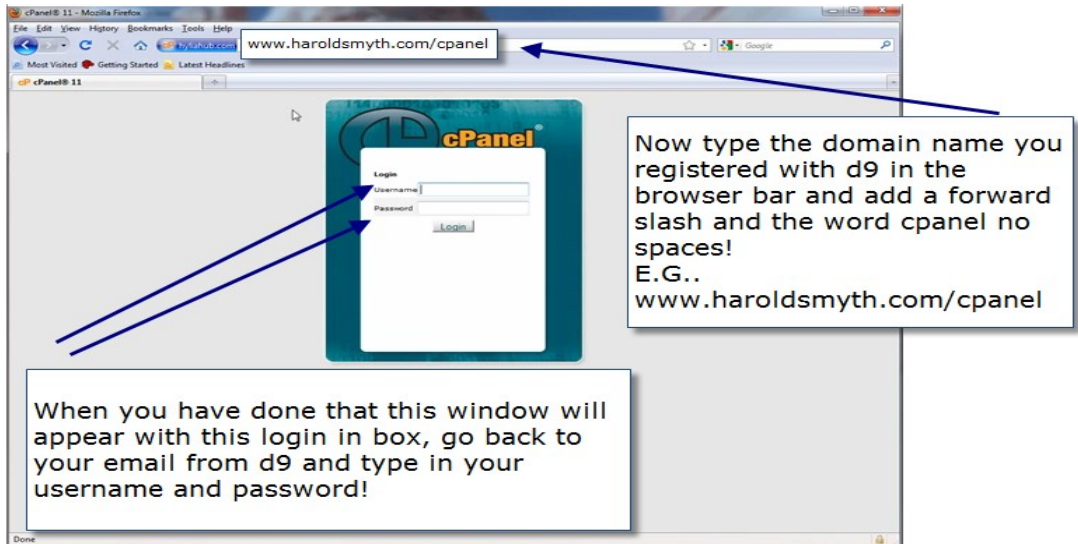 cPanel® 11 - Mozilla Firefox
File Edit View History Bookmarks Tools Help
hyliahub.com www.haroldsmyth.com/cpanel Google
Most Visited Getting Started Latest Headlines
cP cPanel® 11
cPanel®
Login
Username
Password
Login
Now type the domain name you
registered with d9 in the
browser bar and add a forward
slash and the word cpanel no
spaces!
E.G..
www.haroldsmyth.com/cpanel
When you have done that this window will
appear with this login in box, go back to
your email from d9 and type in your
username and password!
Done